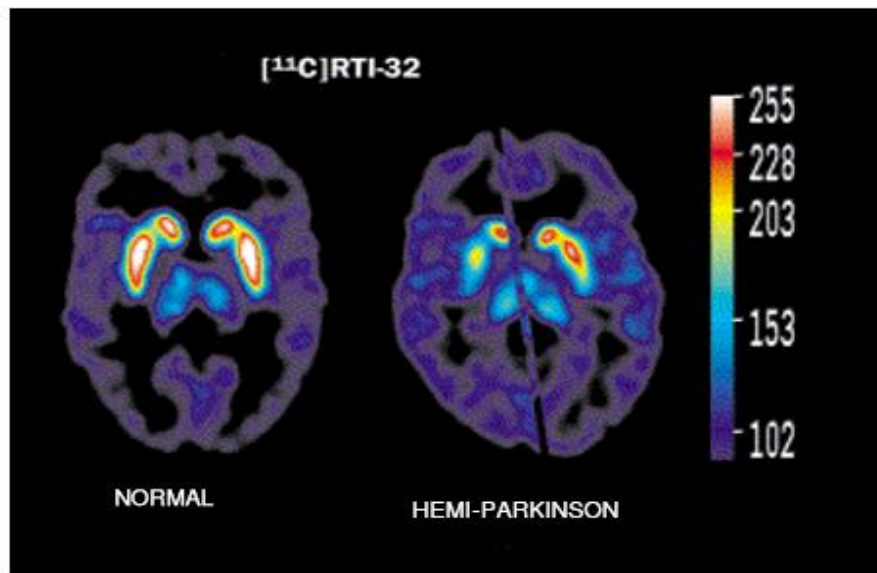 [¹¹C]RTI-32
255
228
203
153
102
NORMAL
HEMI-PARKINSON